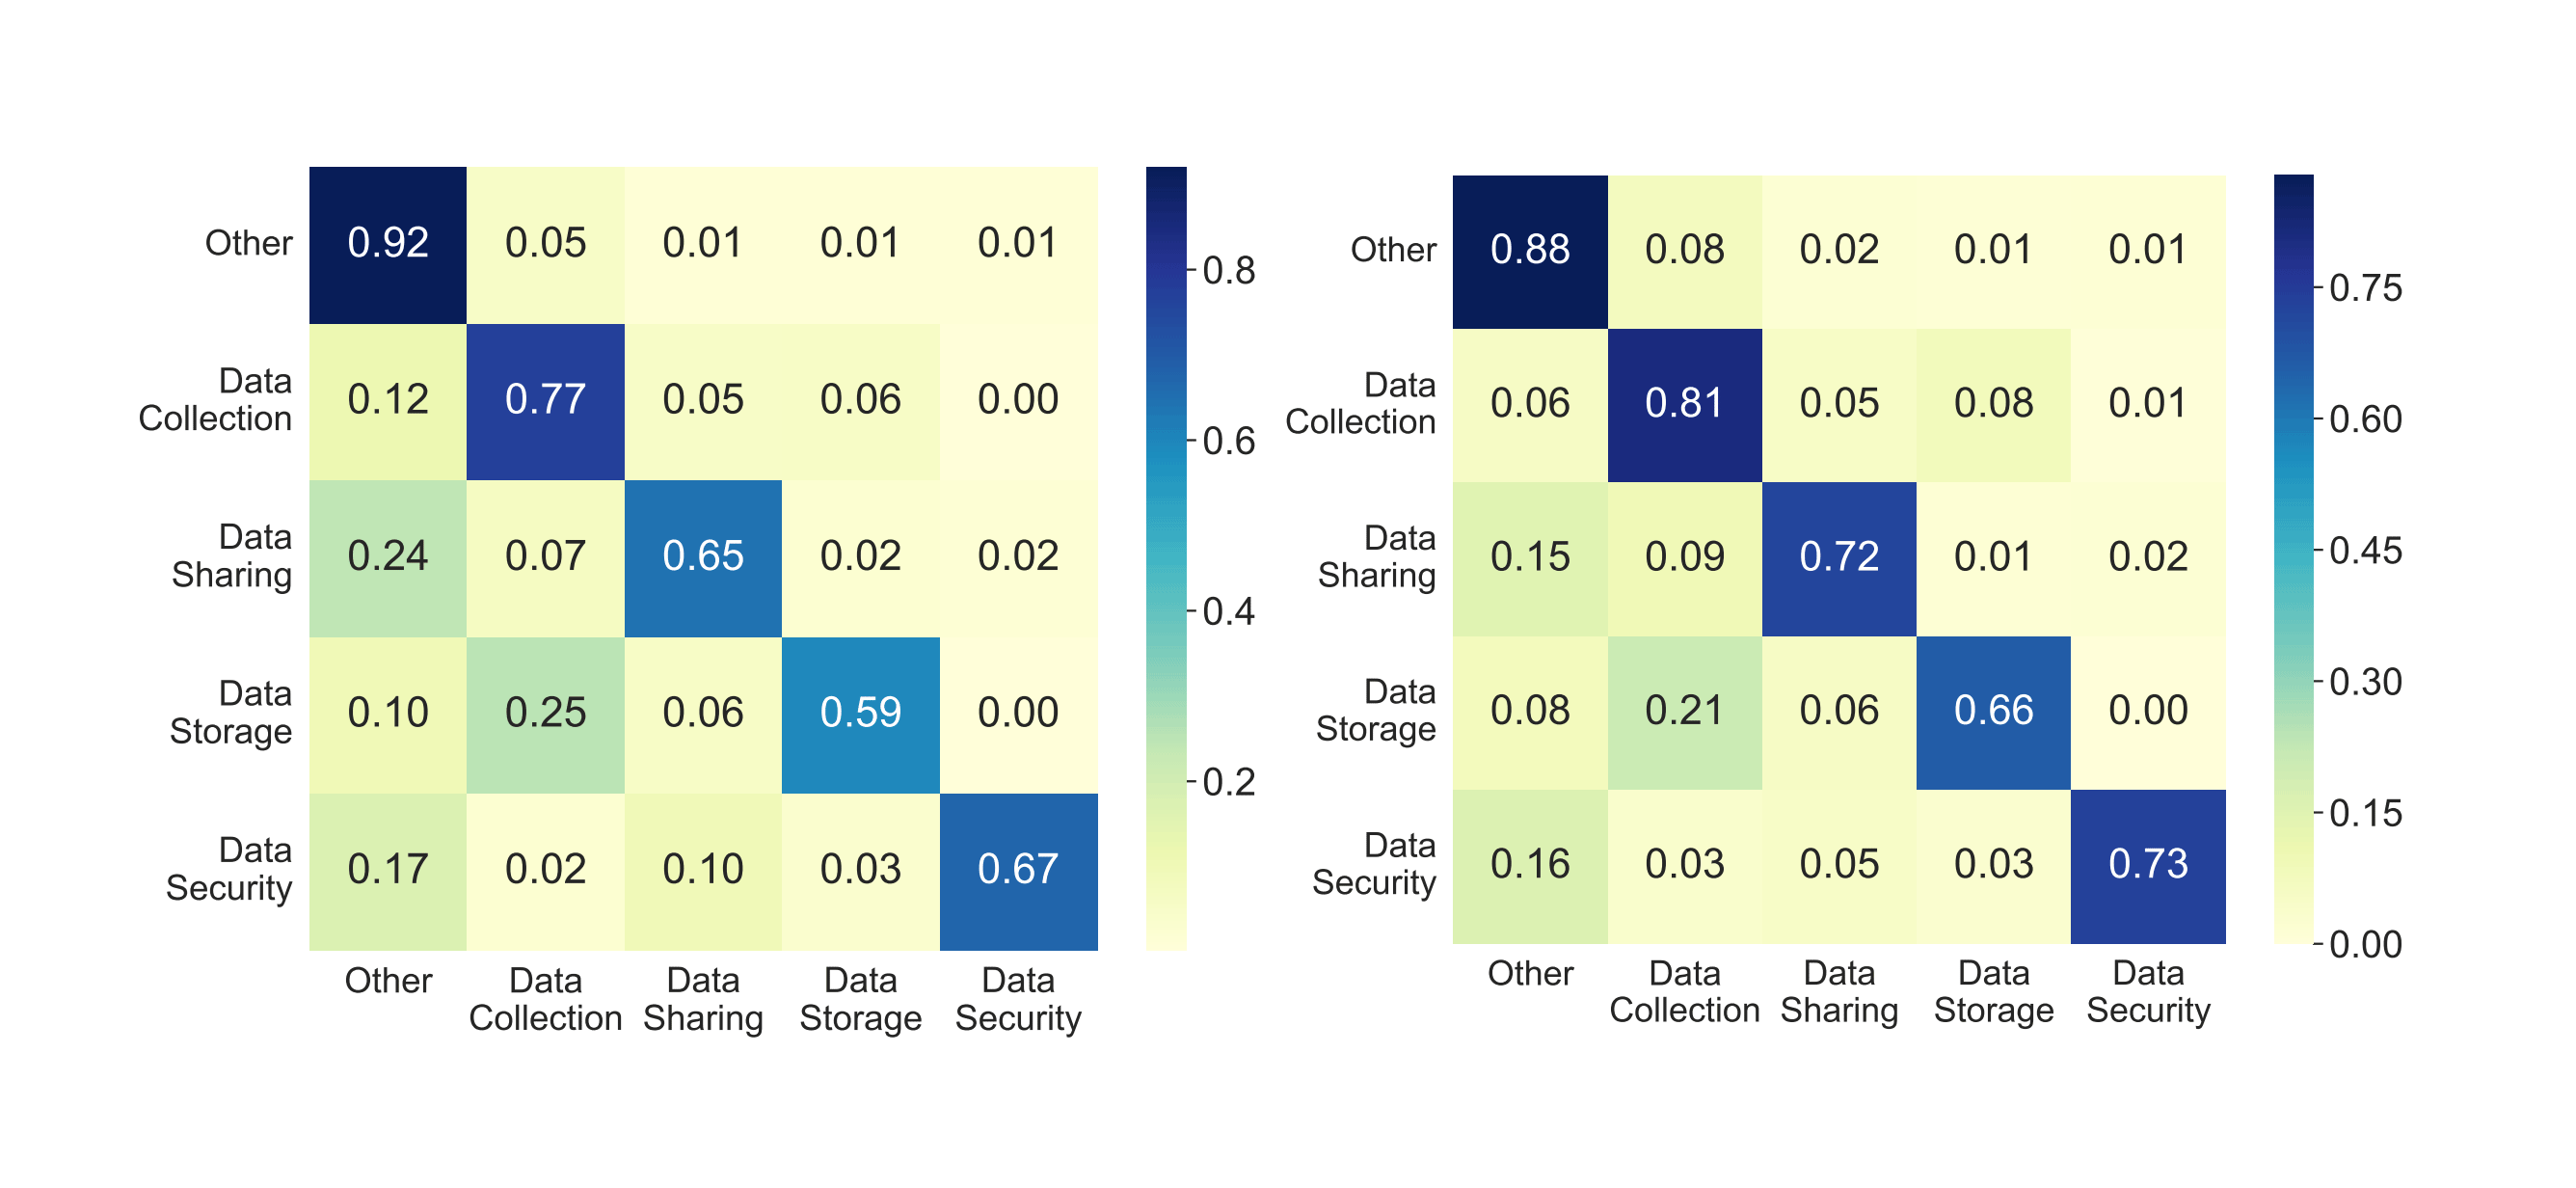 Other 0.92 0.05 0.01 0.01 0.01
Data
Collection 0.12 0.77 0.05 0.06 0.00
Data
Sharing 0.24 0.07 0.65 0.02 0.02
Data
Storage 0.10 0.25 0.06 0.59 0.00
Data
Security 0.17 0.02 0.10 0.03 0.67
Other Data Data Data Data
Collection Sharing Storage Security
0.8
0.6
0.4
0.2
Other 0.88 0.08 0.02 0.01 0.01
Data
Collection 0.06 0.81 0.05 0.08 0.01
Data
Sharing 0.15 0.09 0.72 0.01 0.02
Data
Storage 0.08 0.21 0.06 0.66 0.00
Data
Security 0.16 0.03 0.05 0.03 0.73
Other Data Data Data Data
Collection Sharing Storage Security
0.75
0.60
0.45
0.30
0.15
0.00